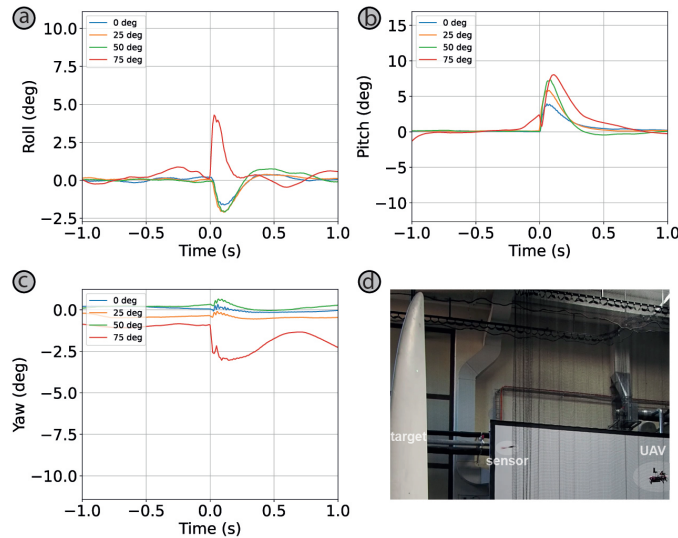 a
b
0 deg
25 deg
50 deg
75 deg
10.0
7.5
5.0
2.5
0.0
−2.5
Roll (deg)
−1.0
−0.5
0.0
0.5
1.0
Time (s)
0 deg
25 deg
50 deg
75 deg
15
10
5
0
−5
−10
Pitch (deg)
−1.0
−0.5
0.0
0.5
1.0
Time (s)
c
d
0 deg
25 deg
50 deg
75 deg
0.0
−2.5
−5.0
−7.5
−10.0
Yaw (deg)
−1.0
−0.5
0.0
0.5
1.0
Time (s)
target
sensor
UAV